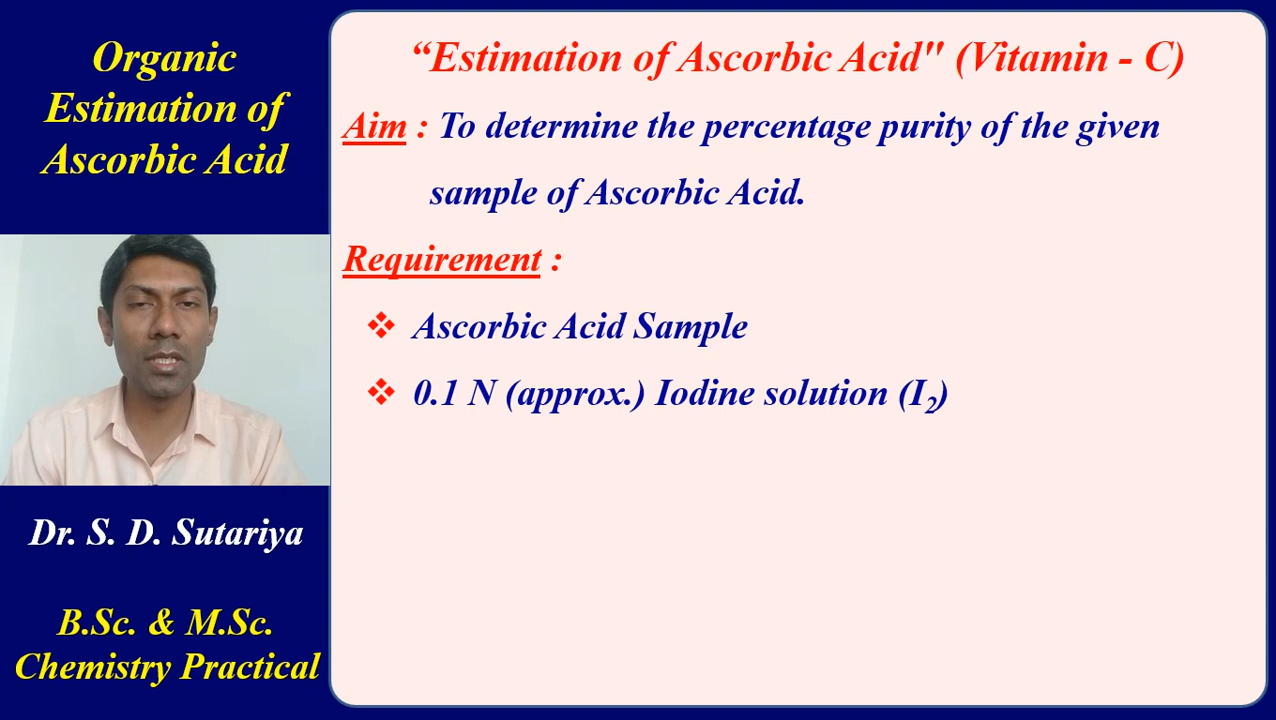 Organic
Estimation of
Ascorbic Acid
Dr. S. D. Sutariya
B.Sc. & M.Sc.
Chemistry Practical
“Estimation of Ascorbic Acid" (Vitamin - C)
Aim : To determine the percentage purity of the given
sample of Ascorbic Acid.
Requirement :
❖ Ascorbic Acid Sample
❖ 0.1 N (approx.) Iodine solution (I₂)